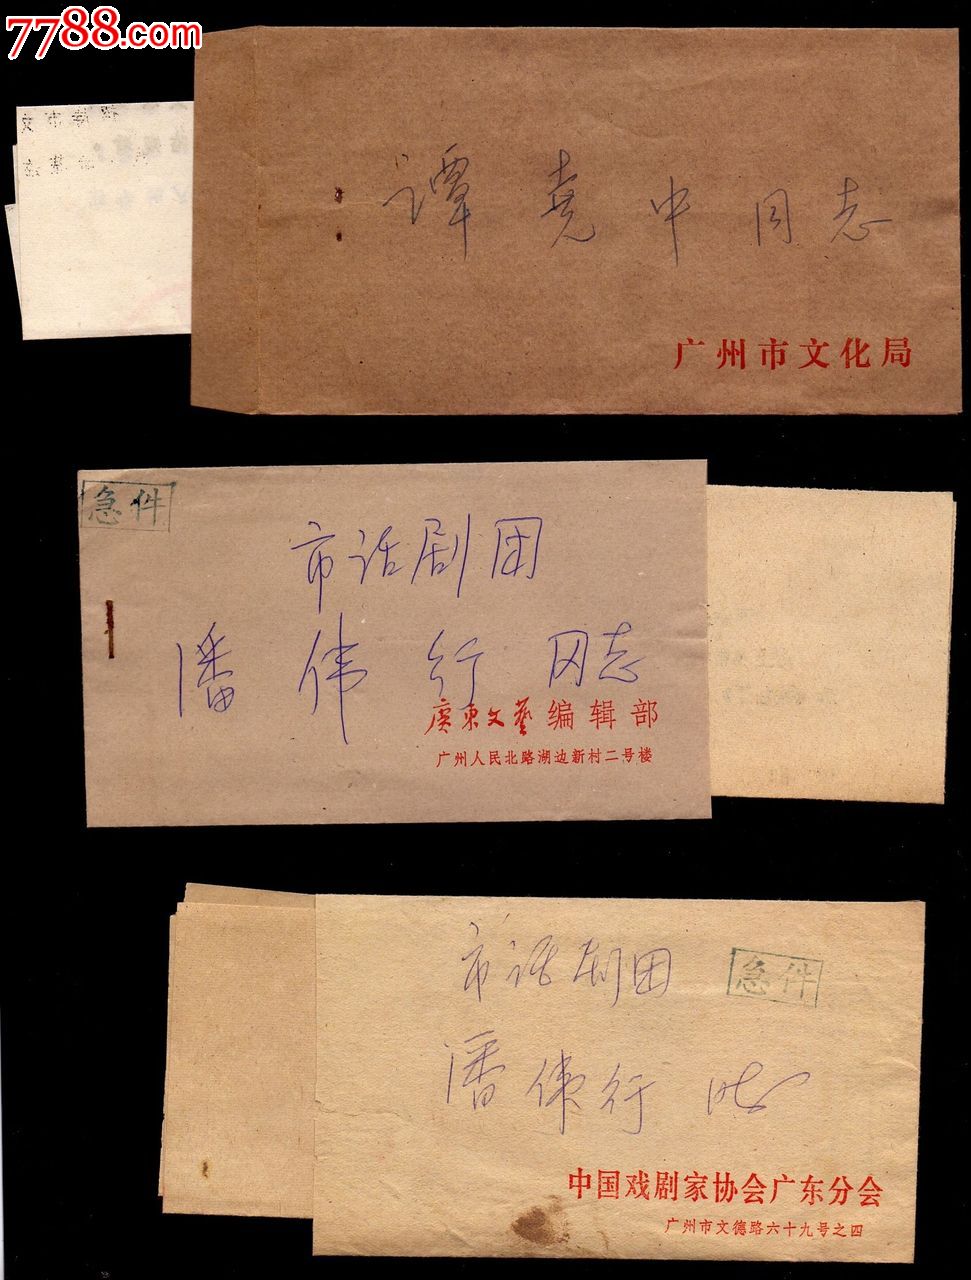 7788.com
谭尧中同志
广州市文化局
急件
市话剧团
潘伟行同志
广东文艺编辑部
广州人民北路湖边新村二号楼
市话剧团
急件
潘伟行同志
中国戏剧家协会广东分会
广州市文德路六十九号之四